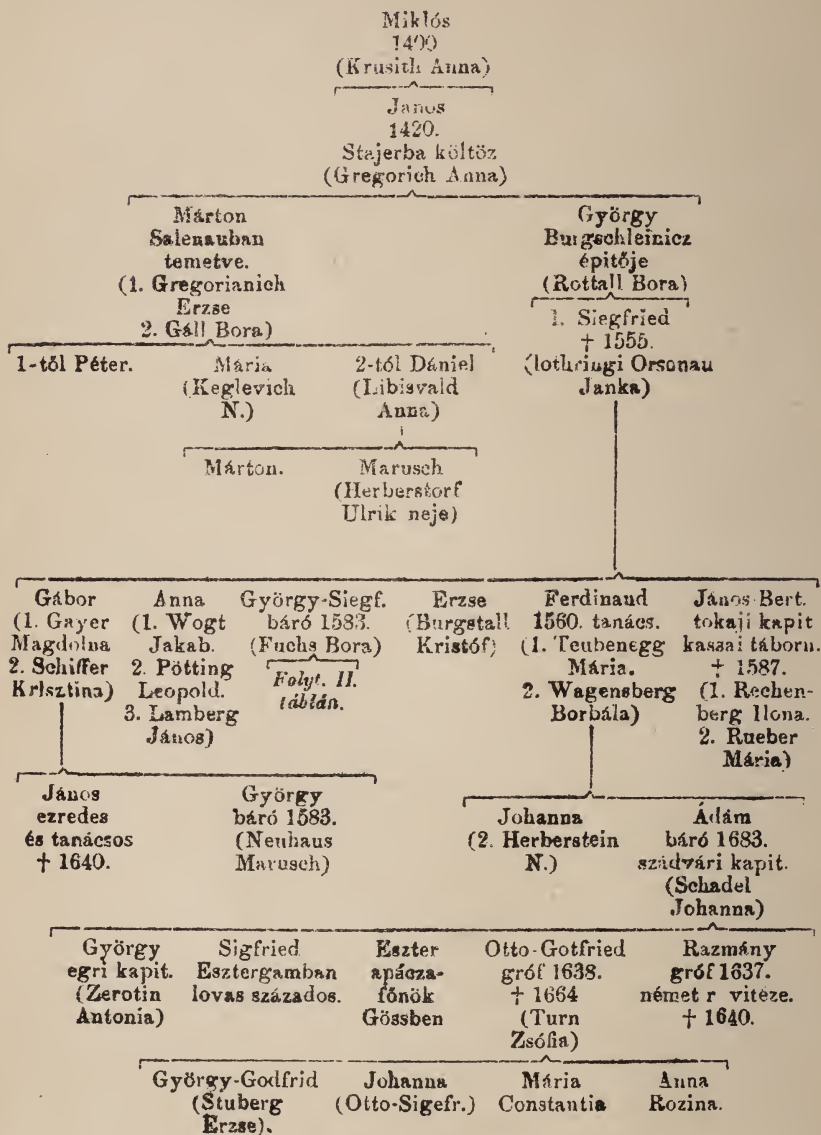 Miklós
1400
(Krusith Anna)
Janos
1420.
Stajerba költöz
(Gregorich Anna)
Márton
Salenauban
temetve.
(1. Gregorianich
Erzse
2. Gáll Bora)
György
Burgschleinicz
építője
(Rottall Bora)
1. Siegfried
† 1555.
(lothringi Orsonau
Janka)
1-től Péter.
Mária
(Keglevich
N.)
2-tól Dániel
(Libisvald
Anna)
Márton.
Marusch
(Herberstorf
Ulrik neje)
Gábor
(1. Gayer
Magdolna
2. Schiffer
Krisztina)
Anna
(1. Wogt
Jakab.
2. Pötting
Leopold.
3. Lamberg
János)
György-Siegf.
báró 1583.
(Fuchs Bora)
Folyt. II.
táblán.
Erzse
(Burgstall
Kristóf)
Ferdinaud
1560. tanács.
(1. Teubenegg
Mária.
2. Wagensberg
Borbála)
János-Bert.
tokaji kapit
kassai táborn.
† 1587.
(1. Rechen-
berg Ilona.
2. Rueber
Mária)
János
ezredes
és tanácsos
† 1640.
György
báró 1583.
(Neuhaus
Marusch)
Johanna
(2. Herberstein
N.)
Ádám
báró 1683.
szádvári kapit.
(Schadel
Johanna)
György
egri kapit.
(Zerotin
Antonia)
Sigfried
Esztergamban
lovas százados.
Eszter
apácza-
főnök
Gössben
Otto-Gotfried
gróf 1638.
† 1664
(Turn
Zsófia)
Razmány
gróf 1637.
német r vitéze.
† 1640.
György-Godfrid
(Stuberg
Erzse).
Johanna
(Otto-Sigefr.)
Mária
Constantia
Anna
Rozina.